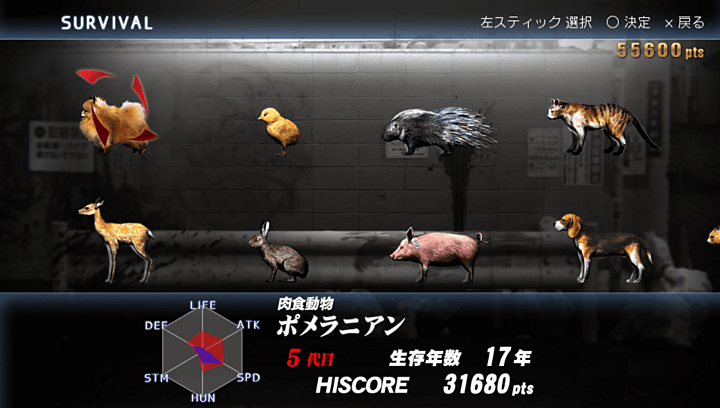 SURVIVAL
左スティック 選択 ○ 決定 × 戻る
55600 pts
LIFE
DEF
ATK
STM
SPD
HUN
肉食動物
ポメラニアン
5 代目 生存年数 17年
HISCORE 31680 pts